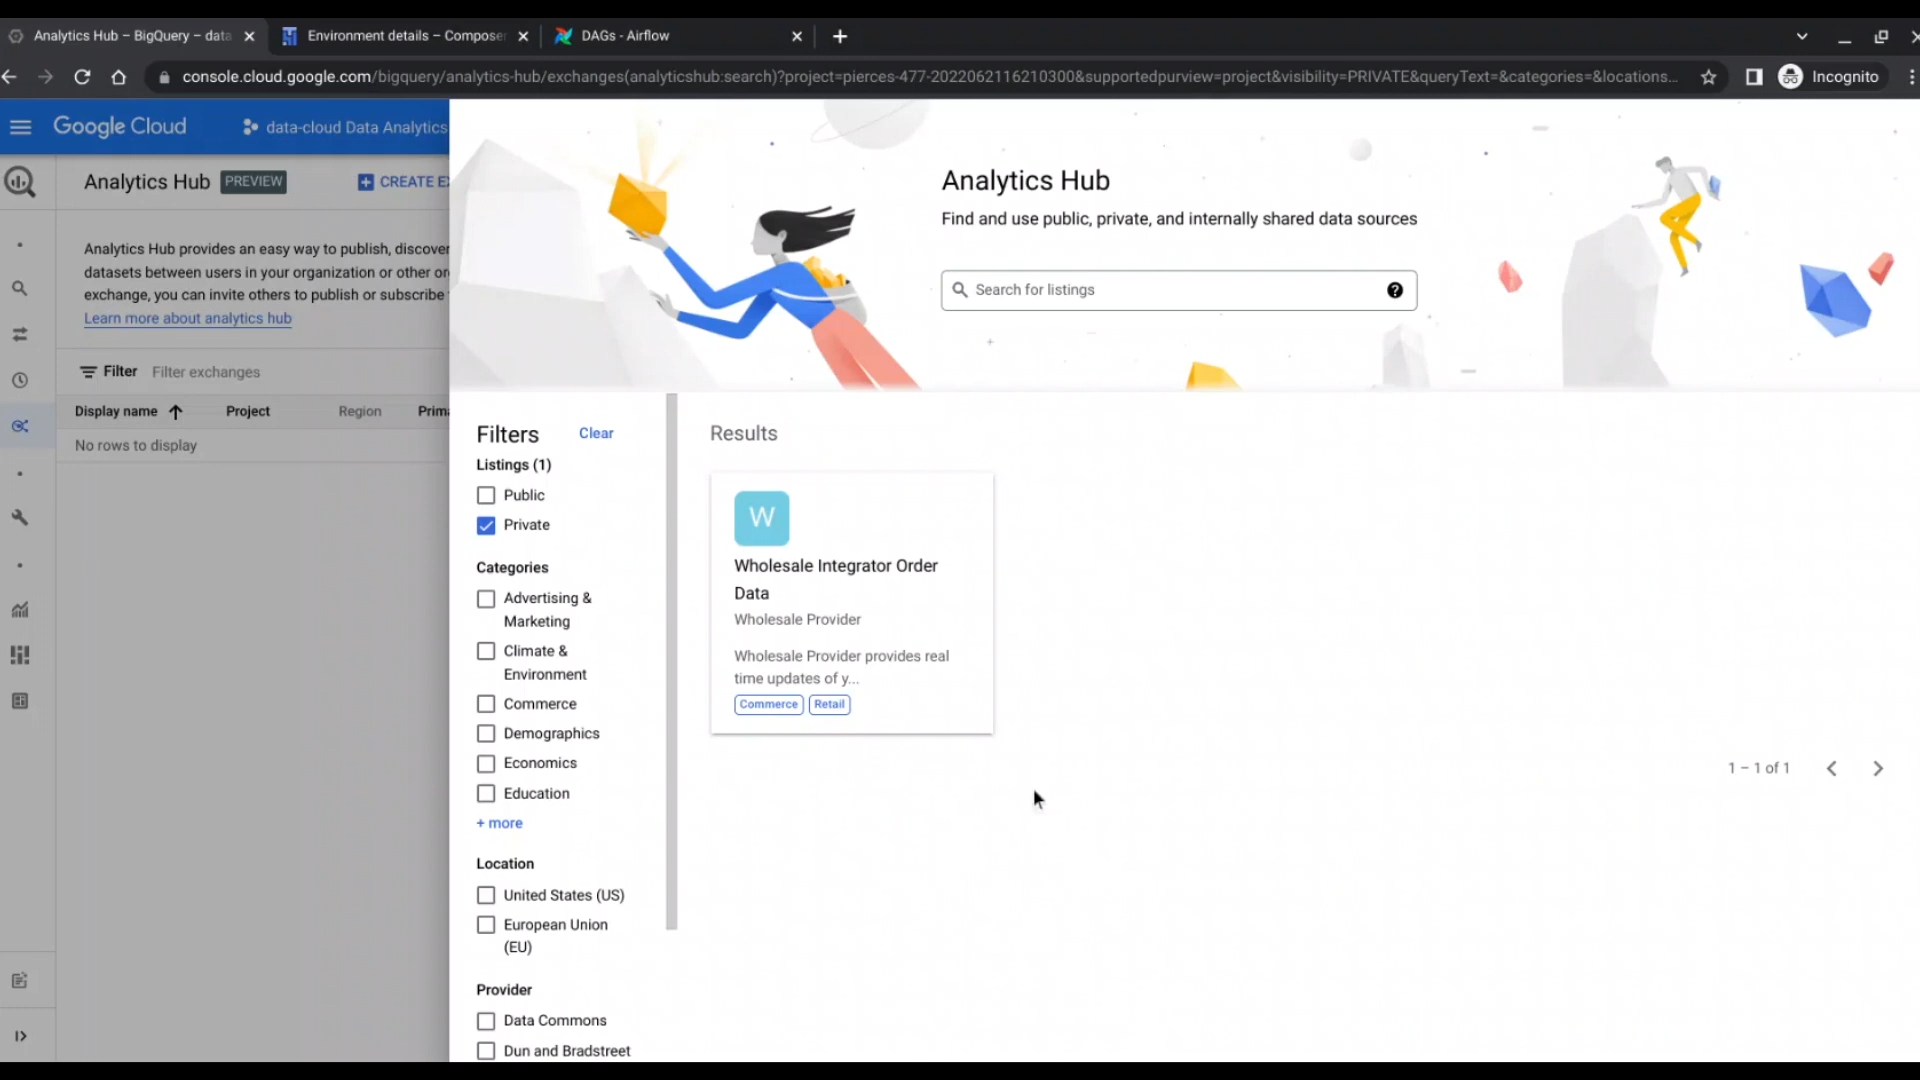 Analytics Hub – BigQuery – data
Environment details – Composer
DAGs - Airflow
console.cloud.google.com/bigquery/analytics-hub/exchanges(analyticshub:search)?project=pierces-477-2022062116210300&supportedpurview=project&visibility=PRIVATE&queryText=&categories=&locations...
Incognito
Google Cloud
data-cloud Data Analytics
Analytics Hub PREVIEW
CREATE EX
Analytics Hub provides an easy way to publish, discover
datasets between users in your organization or other or
exchange, you can invite others to publish or subscribe
Learn more about analytics hub
Filter Filter exchanges
Display name Project Region Prima
No rows to display
Analytics Hub
Find and use public, private, and internally shared data sources
Search for listings
Filters Clear
Listings (1)
Public
Private
Categories
Advertising &
Marketing
Climate &
Environment
Commerce
Demographics
Economics
Education
+ more
Location
United States (US)
European Union
(EU)
Provider
Data Commons
Dun and Bradstreet
Results
W
Wholesale Integrator Order
Data
Wholesale Provider
Wholesale Provider provides real
time updates of y...
Commerce Retail
1 – 1 of 1